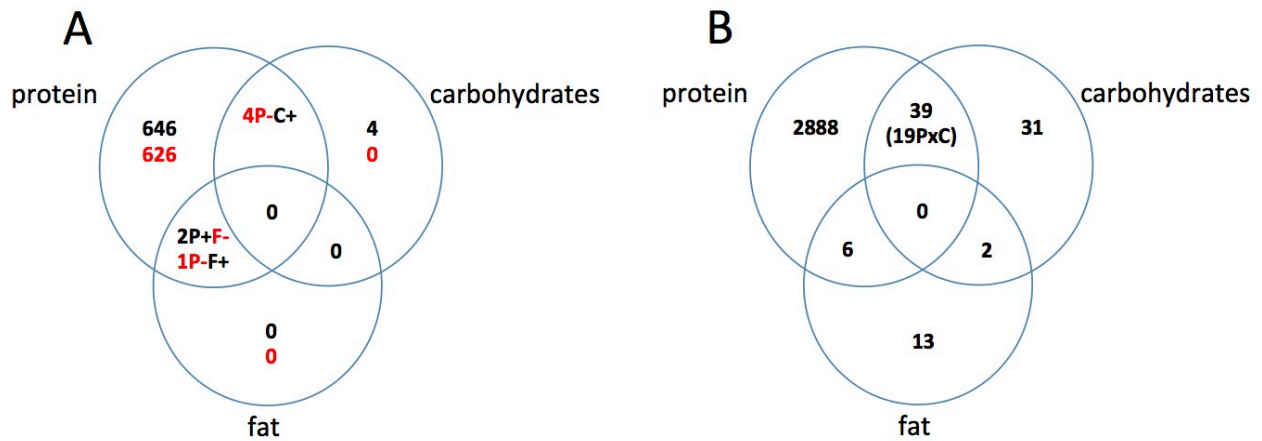 A
protein
carbohydrates
646
626
4P-C+
4
0
0
2P+F-
1P-F+
0
0
0
fat
B
protein
carbohydrates
2888
39
(19PxC)
31
0
6
2
13
fat